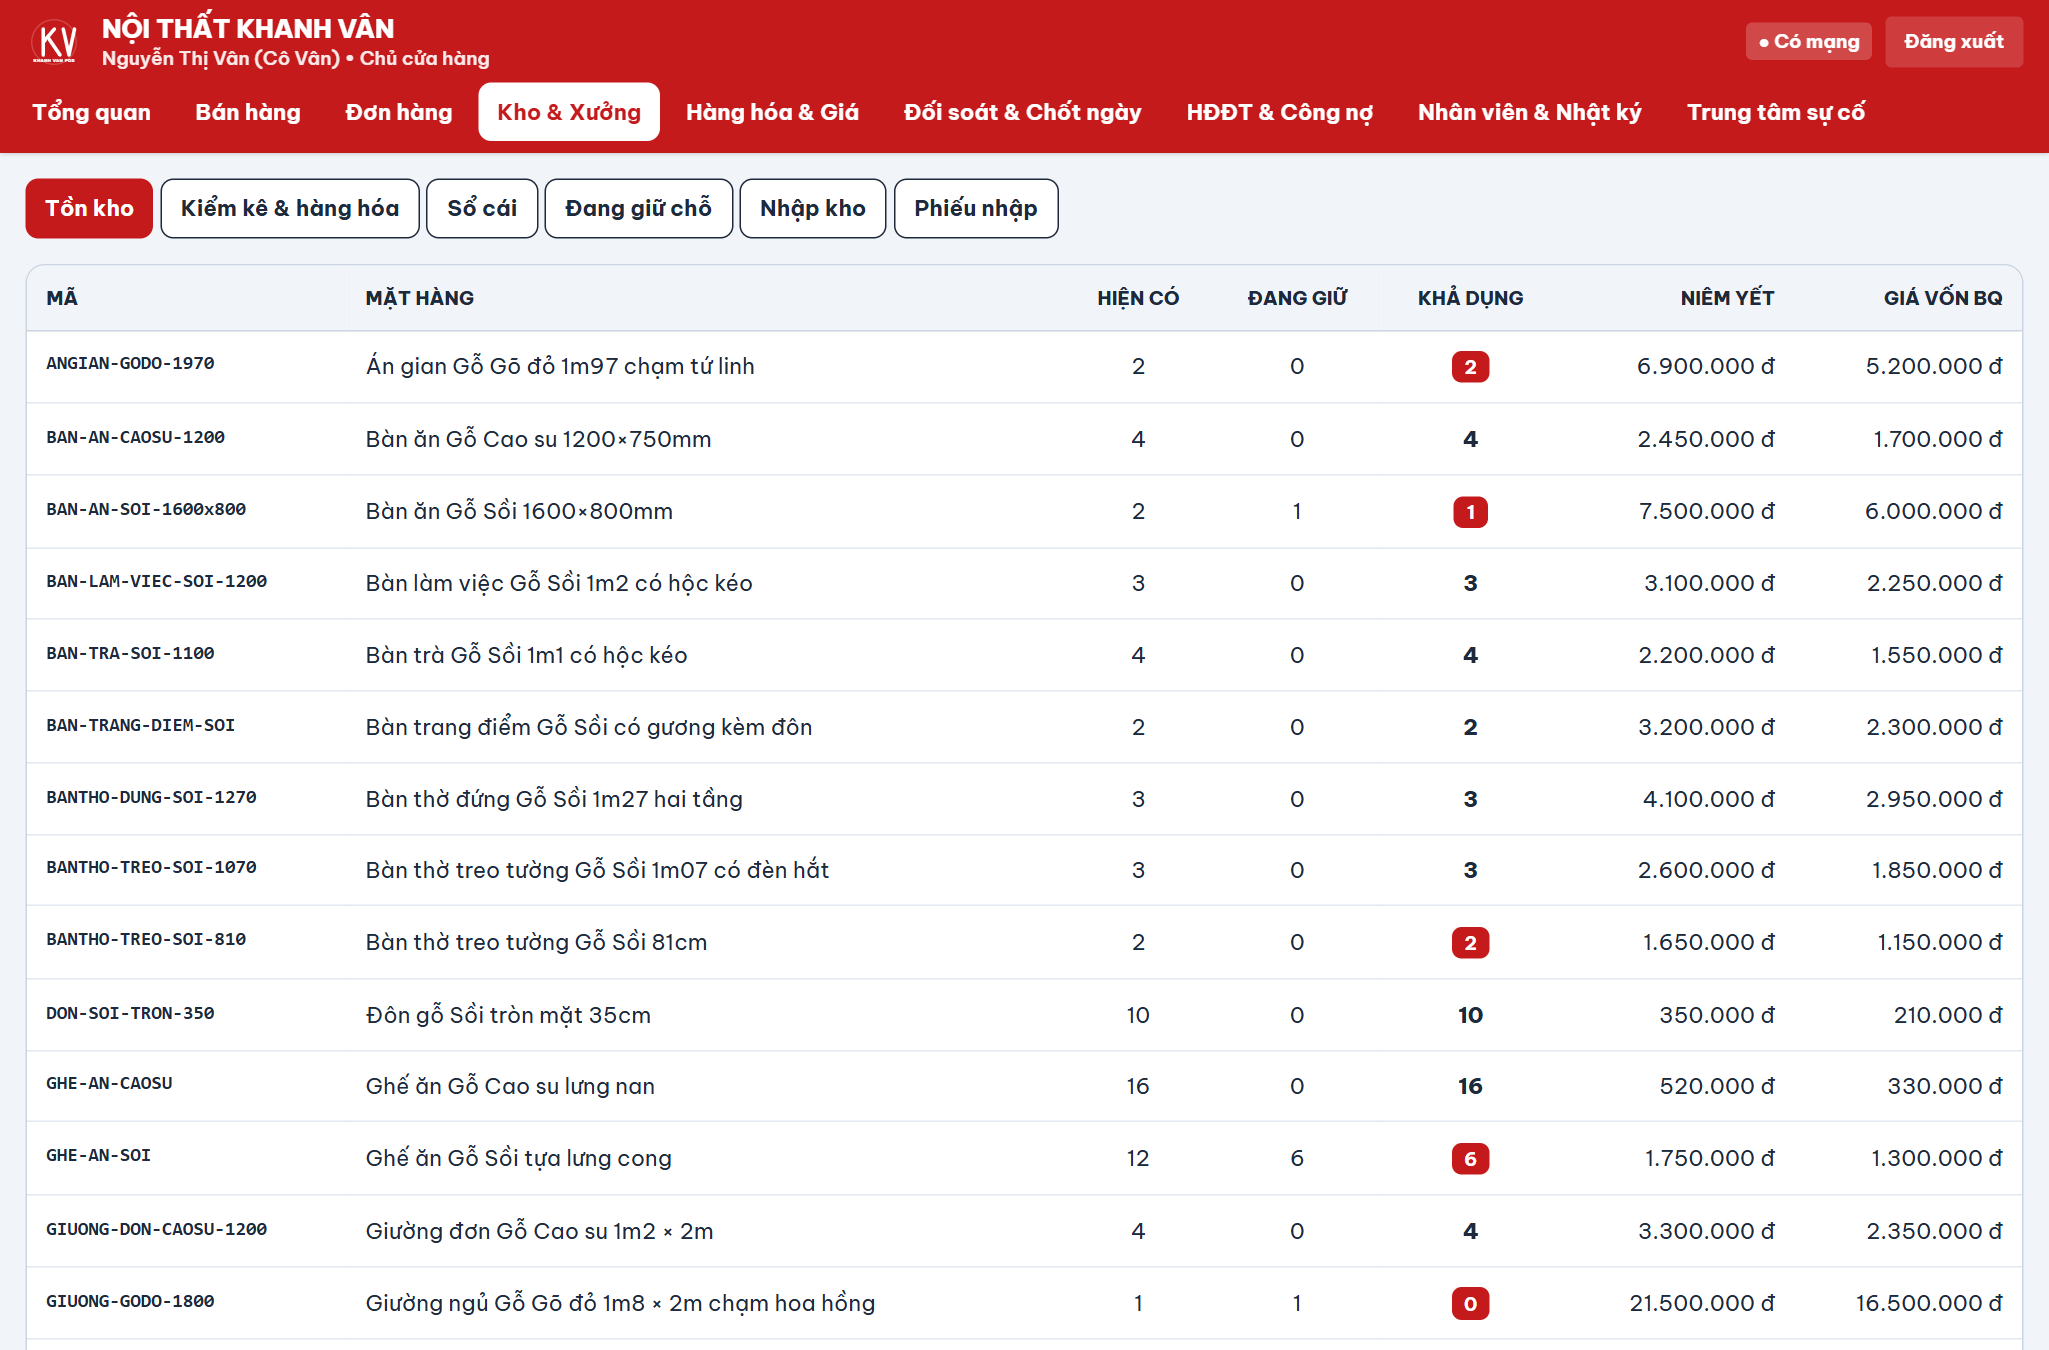 KV
KHANH VAN POS
NỘI THẤT KHANH VÂN
Nguyễn Thị Vân (Cô Vân) • Chủ cửa hàng
● Có mạng
Đăng xuất
Tổng quan Bán hàng Đơn hàng Kho & Xưởng Hàng hóa & Giá Đối soát & Chốt ngày HĐĐT & Công nợ Nhân viên & Nhật ký Trung tâm sự cố
Tồn kho Kiểm kê & hàng hóa Sổ cái Đang giữ chỗ Nhập kho Phiếu nhập
MÃ MẶT HÀNG HIỆN CÓ ĐANG GIỮ KHẢ DỤNG NIÊM YẾT GIÁ VỐN BQ
ANGIAN-GODO-1970 Án gian Gỗ Gõ đỏ 1m97 chạm tứ linh 2 0 2 6.900.000 đ 5.200.000 đ
BAN-AN-CAOSU-1200 Bàn ăn Gỗ Cao su 1200×750mm 4 0 4 2.450.000 đ 1.700.000 đ
BAN-AN-SOI-1600x800 Bàn ăn Gỗ Sồi 1600×800mm 2 1 1 7.500.000 đ 6.000.000 đ
BAN-LAM-VIEC-SOI-1200 Bàn làm việc Gỗ Sồi 1m2 có hộc kéo 3 0 3 3.100.000 đ 2.250.000 đ
BAN-TRA-SOI-1100 Bàn trà Gỗ Sồi 1m1 có hộc kéo 4 0 4 2.200.000 đ 1.550.000 đ
BAN-TRANG-DIEM-SOI Bàn trang điểm Gỗ Sồi có gương kèm đôn 2 0 2 3.200.000 đ 2.300.000 đ
BANTHO-DUNG-SOI-1270 Bàn thờ đứng Gỗ Sồi 1m27 hai tầng 3 0 3 4.100.000 đ 2.950.000 đ
BANTHO-TREO-SOI-1070 Bàn thờ treo tường Gỗ Sồi 1m07 có đèn hắt 3 0 3 2.600.000 đ 1.850.000 đ
BANTHO-TREO-SOI-810 Bàn thờ treo tường Gỗ Sồi 81cm 2 0 2 1.650.000 đ 1.150.000 đ
DON-SOI-TRON-350 Đôn gỗ Sồi tròn mặt 35cm 10 0 10 350.000 đ 210.000 đ
GHE-AN-CAOSU Ghế ăn Gỗ Cao su lưng nan 16 0 16 520.000 đ 330.000 đ
GHE-AN-SOI Ghế ăn Gỗ Sồi tựa lưng cong 12 6 6 1.750.000 đ 1.300.000 đ
GIUONG-DON-CAOSU-1200 Giường đơn Gỗ Cao su 1m2 × 2m 4 0 4 3.300.000 đ 2.350.000 đ
GIUONG-GODO-1800 Giường ngủ Gỗ Gõ đỏ 1m8 × 2m chạm hoa hồng 1 1 0 21.500.000 đ 16.500.000 đ